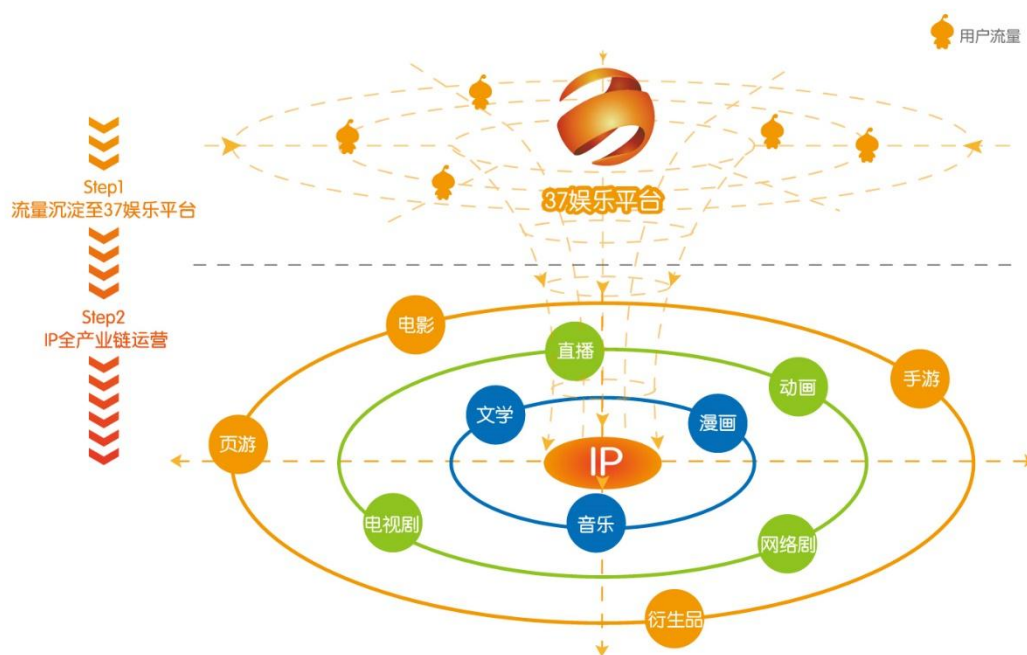 用户流量
37娱乐平台
Step1
流量沉淀至37娱乐平台
Step2
IP全产业链运营
电影
直播
手游
动画
文学
漫画
页游
IP
电视剧
音乐
网络剧
衍生品